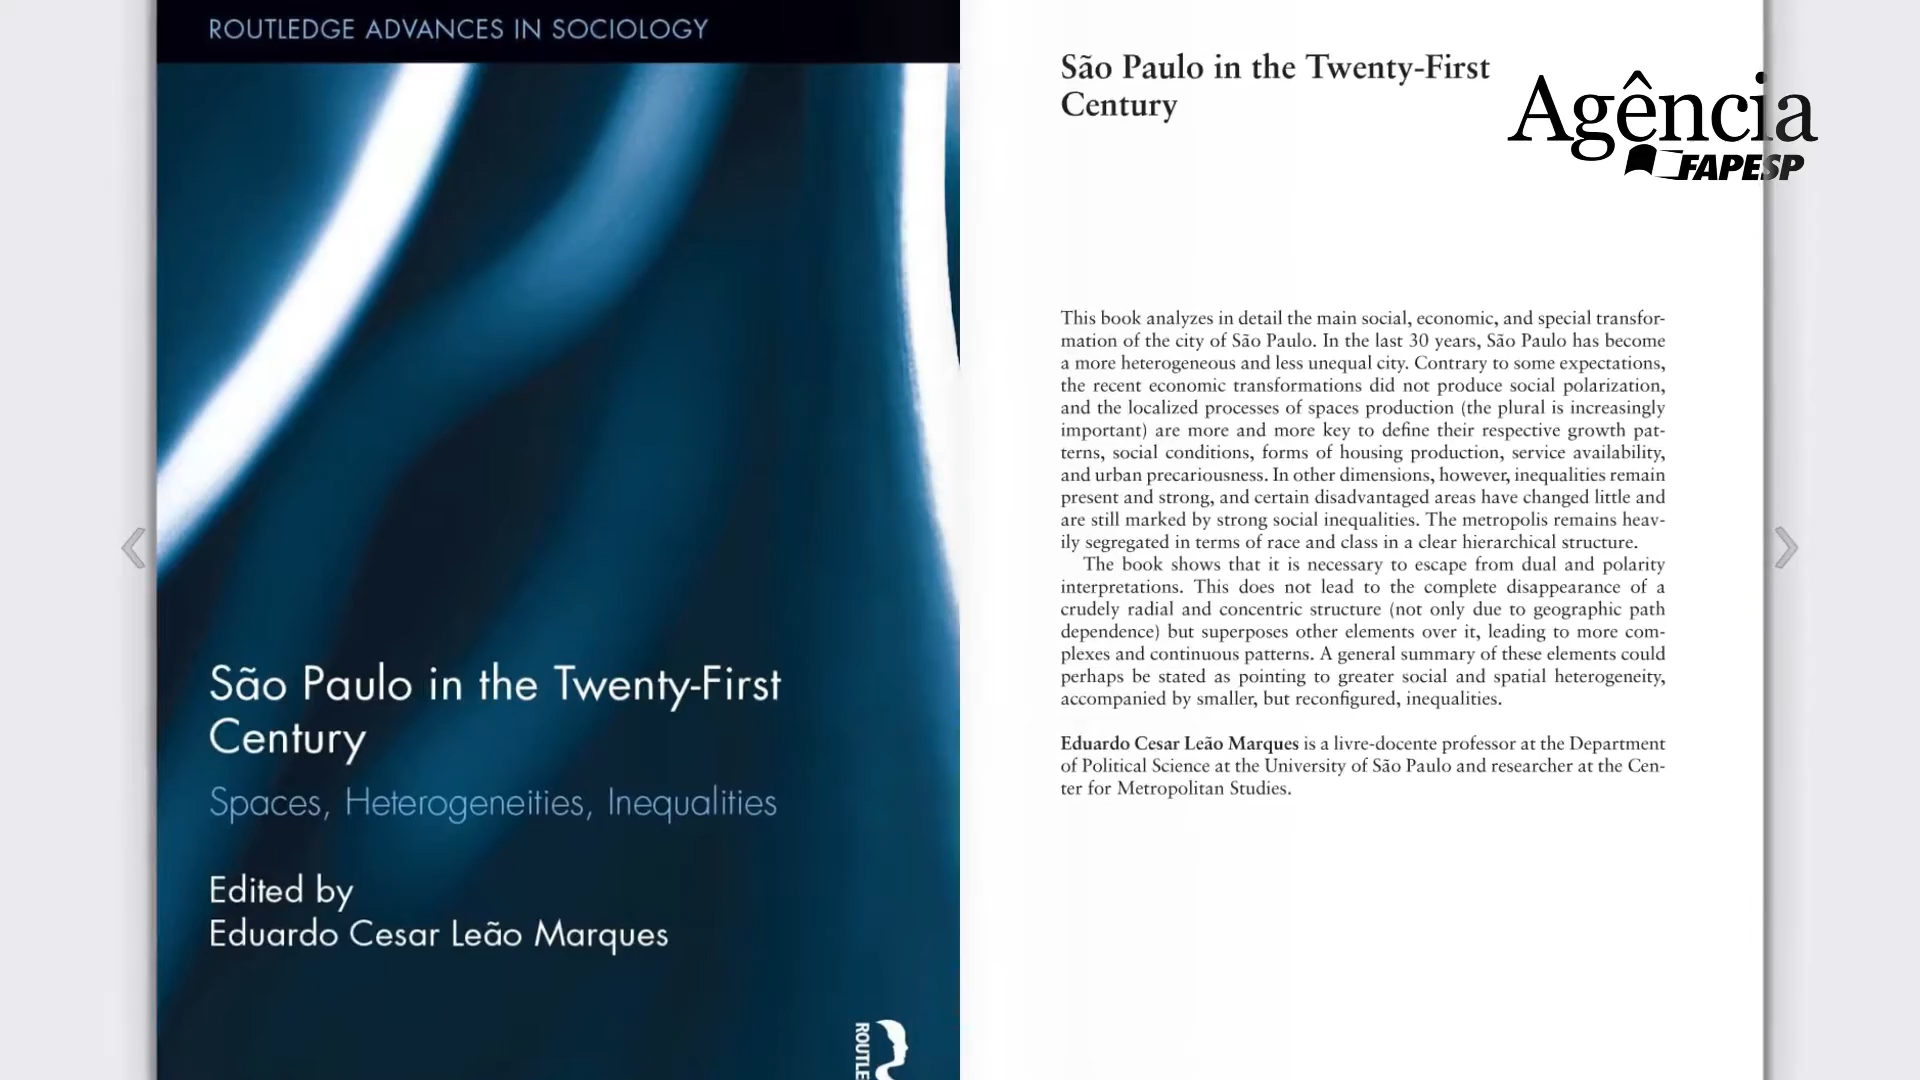 ROUTLEDGE ADVANCES IN SOCIOLOGY
São Paulo in the Twenty-First
Century
Spaces, Heterogeneities, Inequalities
Edited by
Eduardo Cesar Leão Marques
ROUTLE
São Paulo in the Twenty-First
Century
Agência
FAPESP
This book analyzes in detail the main social, economic, and special transfor-
mation of the city of São Paulo. In the last 30 years, São Paulo has become
a more heterogeneous and less unequal city. Contrary to some expectations,
the recent economic transformations did not produce social polarization,
and the localized processes of spaces production (the plural is increasingly
important) are more and more key to define their respective growth pat-
terns, social conditions, forms of housing production, service availability,
and urban precariousness. In other dimensions, however, inequalities remain
present and strong, and certain disadvantaged areas have changed little and
are still marked by strong social inequalities. The metropolis remains heav-
ily segregated in terms of race and class in a clear hierarchical structure.
The book shows that it is necessary to escape from dual and polarity
interpretations. This does not lead to the complete disappearance of a
crudely radial and concentric structure (not only due to geographic path
dependence) but superposes other elements over it, leading to more com-
plexes and continuous patterns. A general summary of these elements could
perhaps be stated as pointing to greater social and spatial heterogeneity,
accompanied by smaller, but reconfigured, inequalities.
Eduardo Cesar Leão Marques is a livre-docente professor at the Department
of Political Science at the University of São Paulo and researcher at the Cen-
ter for Metropolitan Studies.